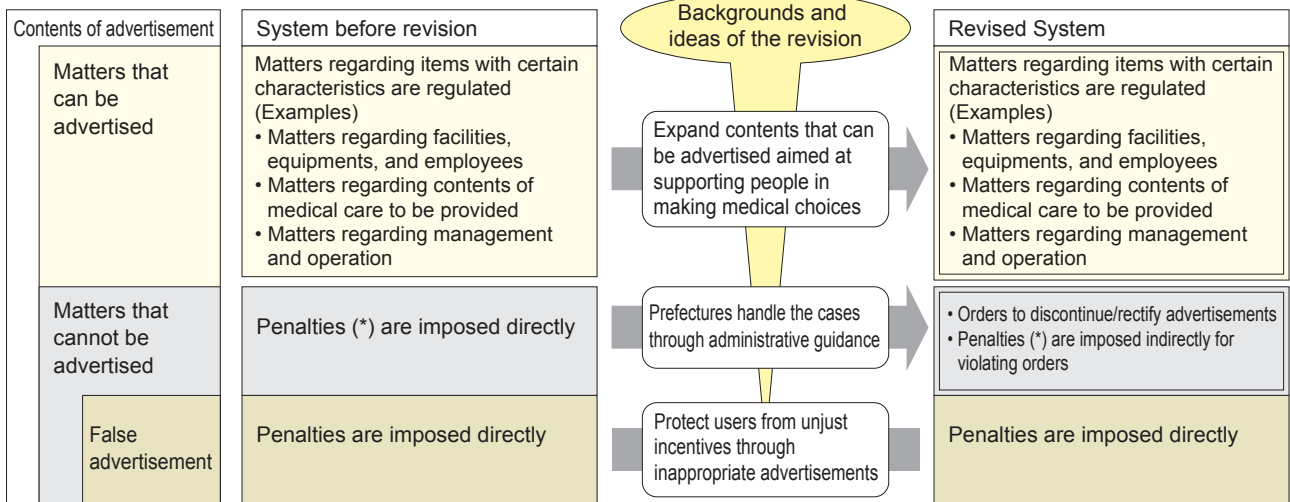 Contents of advertisement
System before revision
Backgrounds and
ideas of the revision
Revised System
Matters that
can be
advertised
Matters regarding items with certain
characteristics are regulated
(Examples)
• Matters regarding facilities,
equipments, and employees
• Matters regarding contents of
medical care to be provided
• Matters regarding management
and operation
Expand contents that can
be advertised aimed at
supporting people in
making medical choices
Matters regarding items with certain
characteristics are regulated
(Examples)
• Matters regarding facilities,
equipments, and employees
• Matters regarding contents of
medical care to be provided
• Matters regarding management
and operation
Matters that
cannot be
advertised
Penalties (*) are imposed directly
Prefectures handle the cases
through administrative guidance
• Orders to discontinue/rectify advertisements
• Penalties (*) are imposed indirectly for
violating orders
False
advertisement
Penalties are imposed directly
Protect users from unjust
incentives through
inappropriate advertisements
Penalties are imposed directly